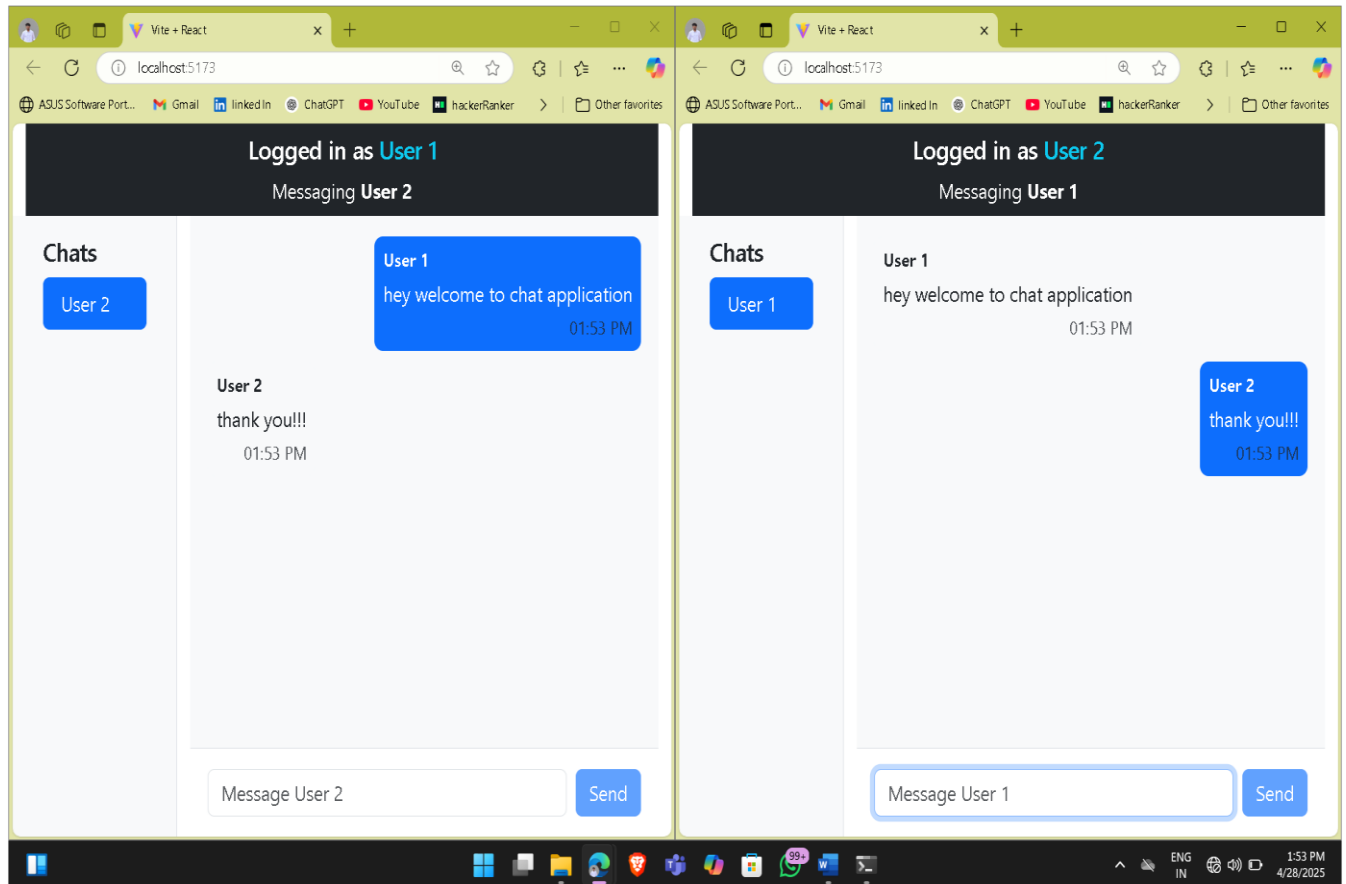 Vite + React
localhost:5173
ASUS Software Port... Gmail linked In ChatGPT YouTube hackerRanker Other favorites
Logged in as User 1
Messaging User 2
Chats
User 2
User 1
hey welcome to chat application
01:53 PM
User 2
thank you!!!
01:53 PM
Message User 2 Send
Vite + React
localhost:5173
ASUS Software Port... Gmail linked In ChatGPT YouTube hackerRanker Other favorites
Logged in as User 2
Messaging User 1
Chats
User 1
User 1
hey welcome to chat application
01:53 PM
User 2
thank you!!!
01:53 PM
Message User 1 Send
99+
ENG
IN
1:53 PM
4/28/2025